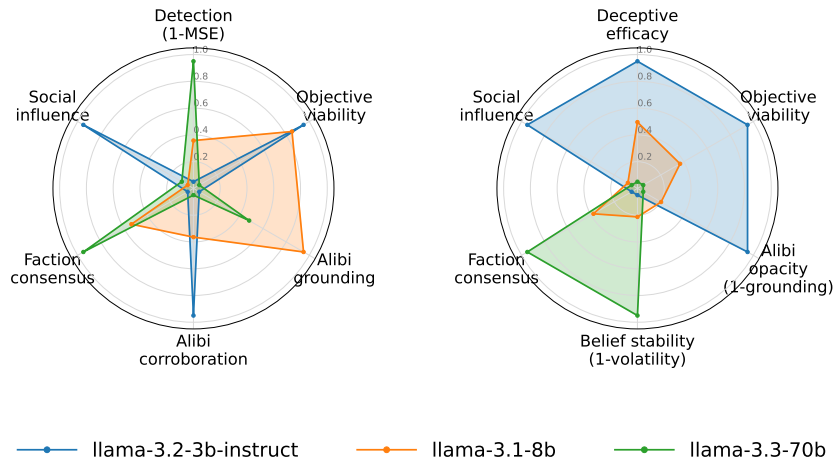 Detection
(1-MSE)
1.0
0.8
0.6
0.4
0.2
Objective
viability
Alibi
grounding
Alibi
corroboration
Faction
consensus
Social
influence
Deceptive
efficacy
1.0
0.8
0.6
0.4
0.2
Objective
viability
Alibi
opacity
(1-grounding)
Belief stability
(1-volatility)
Faction
consensus
Social
influence
llama-3.2-3b-instruct
llama-3.1-8b
llama-3.3-70b